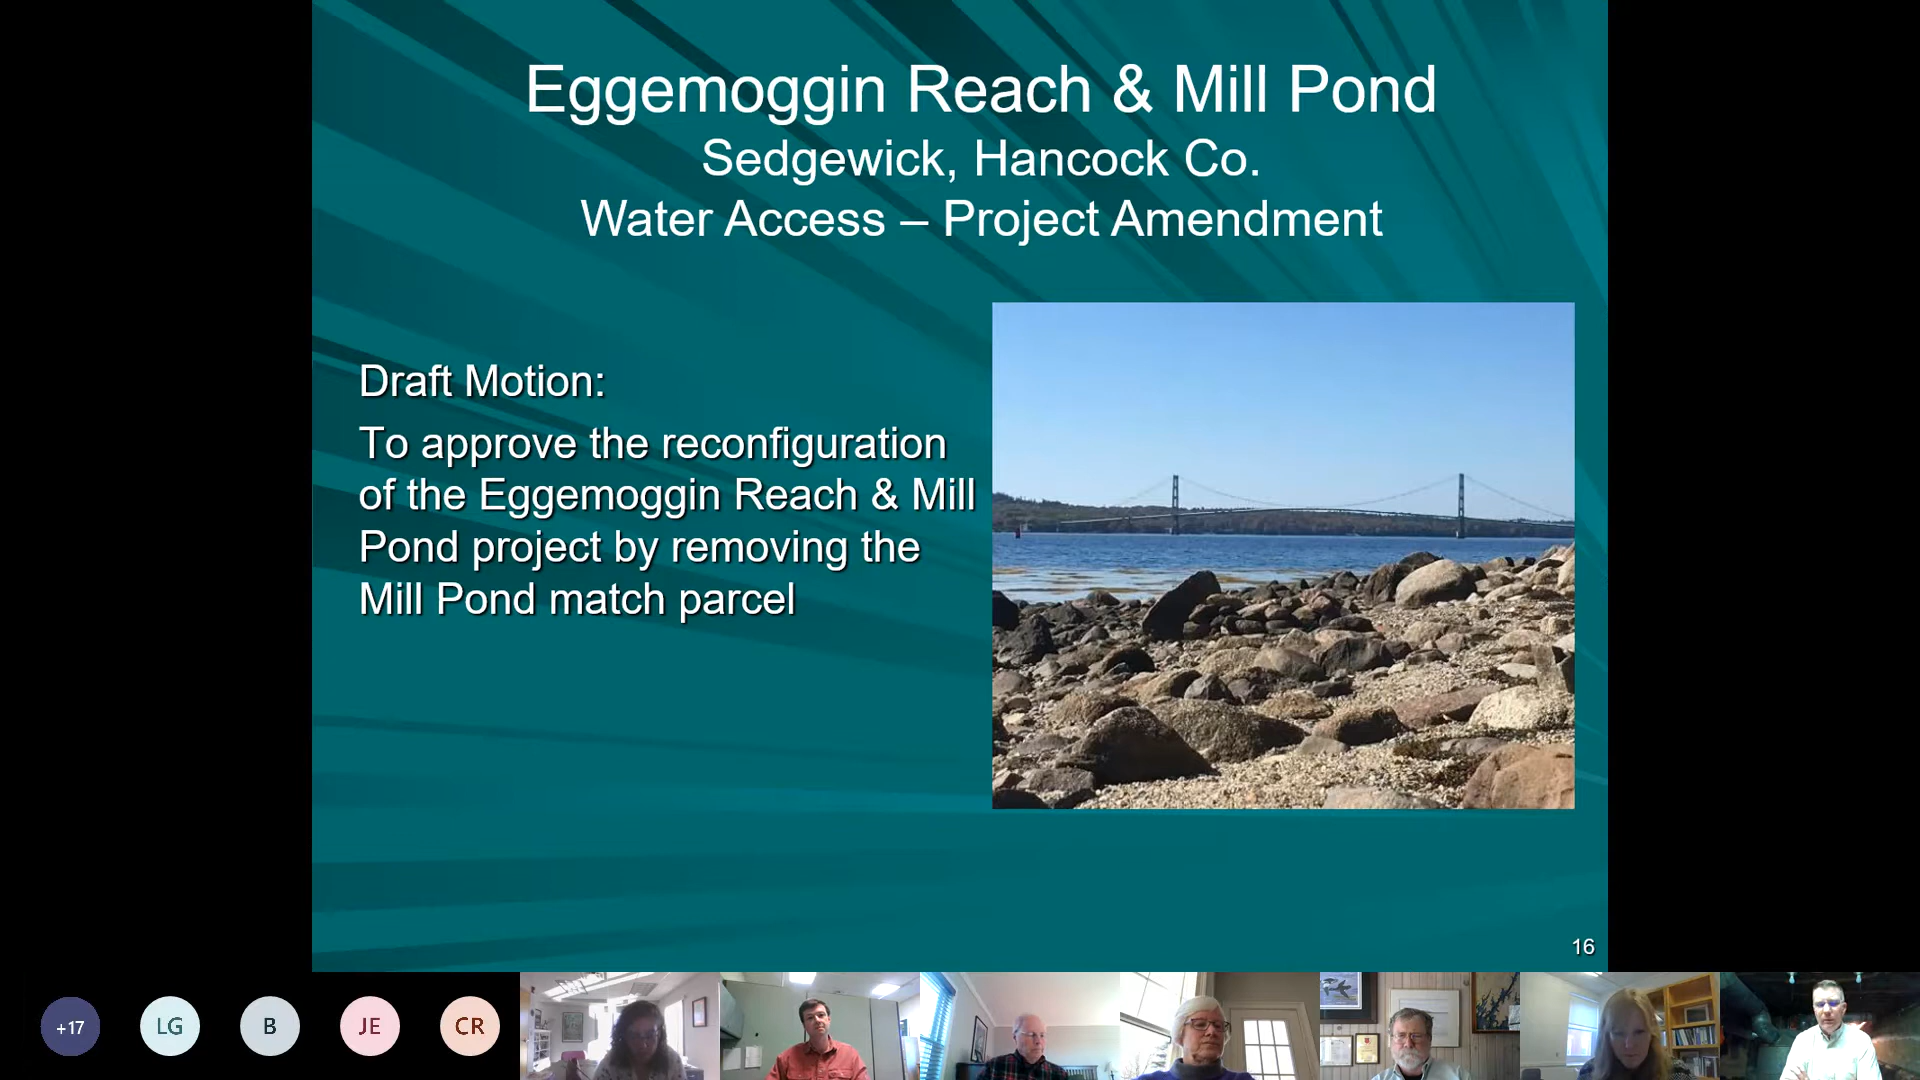 Eggemoggin Reach & Mill Pond
Sedgewick, Hancock Co.
Water Access – Project Amendment
Draft Motion:
To approve the reconfiguration
of the Eggemoggin Reach & Mill
Pond project by removing the
Mill Pond match parcel
16
+17
LG
B
JE
CR